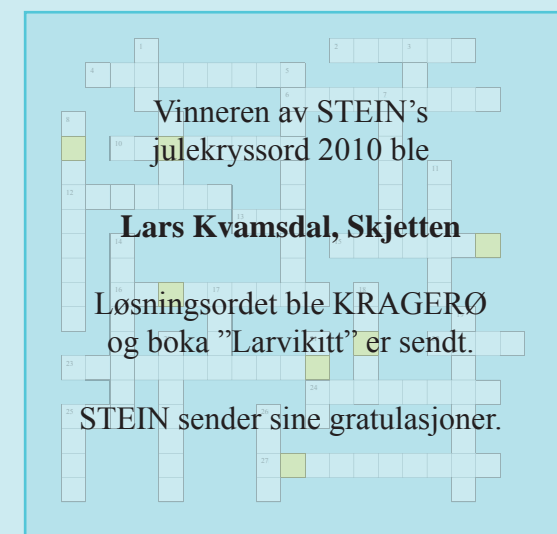 Vinneren av STEIN's
julekryssord 2010 ble
Lars Kvamsdal, Skjetten
Løsningsordet ble KRAGERØ
og boka ”Larvikitt” er sendt.
STEIN sender sine gratulasjoner.